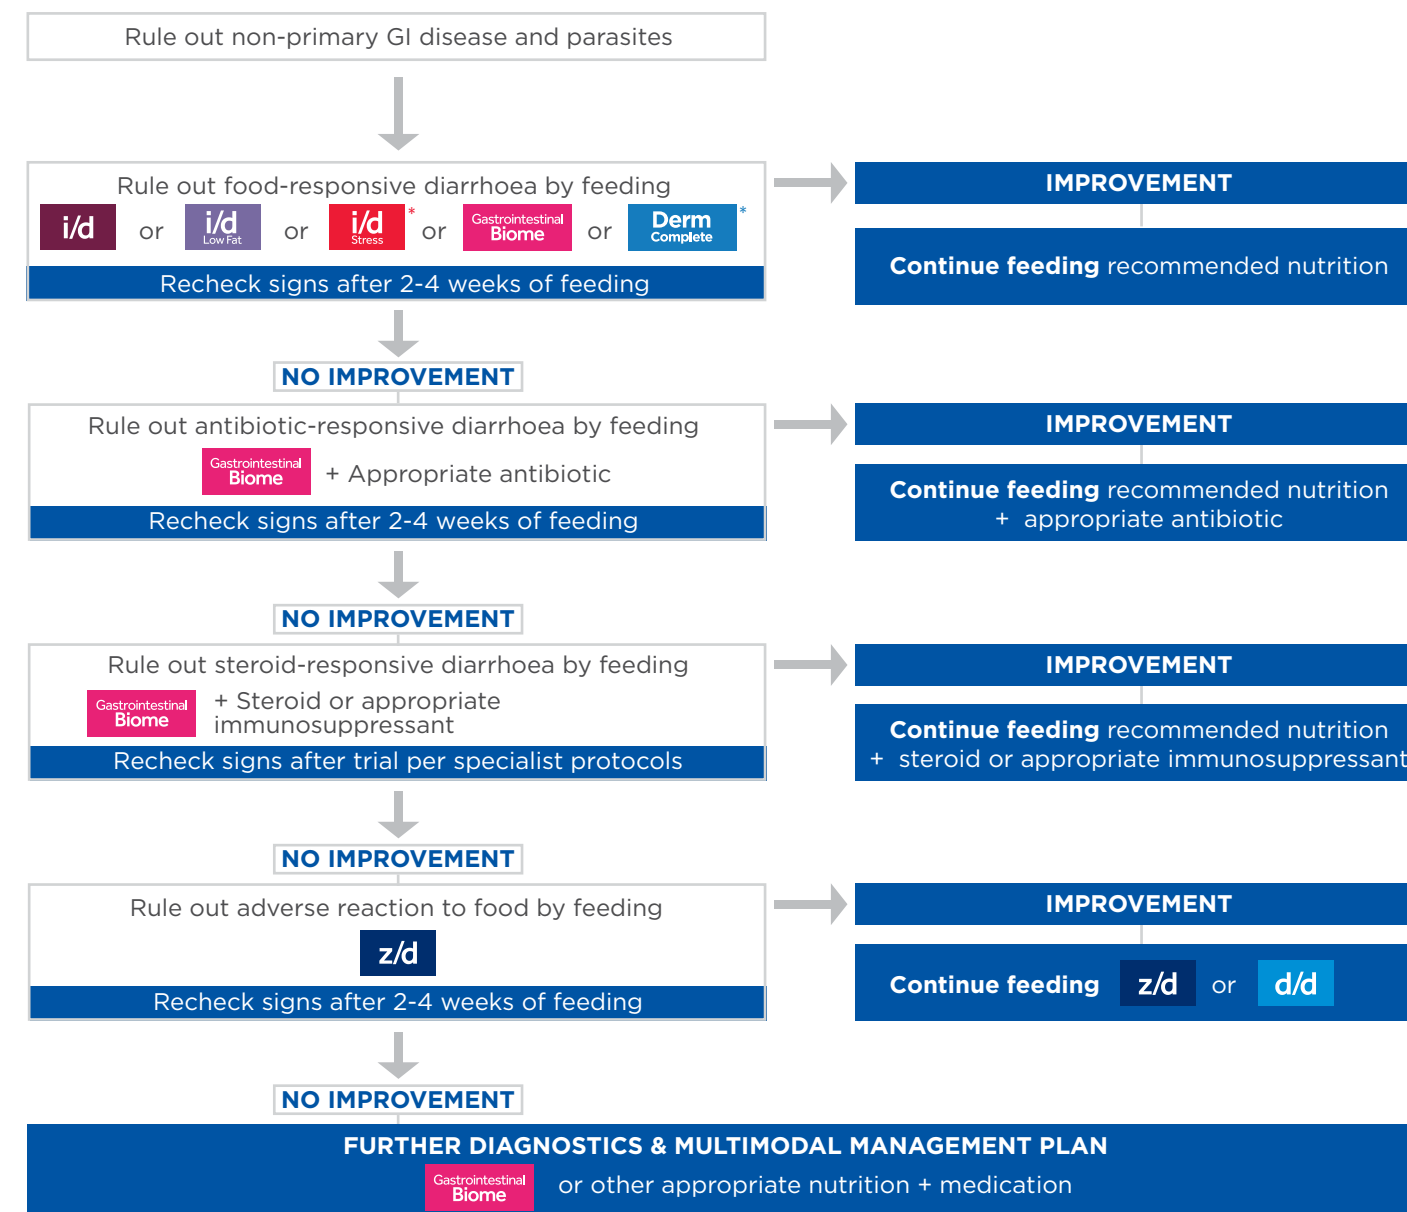 Rule out non-primary GI disease and parasites
Rule out food-responsive diarrhoea by feeding
i/d or i/d Low Fat or i/d Stress * or Gastrointestinal Biome or Derm Complete *
Recheck signs after 2-4 weeks of feeding
IMPROVEMENT
Continue feeding recommended nutrition
NO IMPROVEMENT
Rule out antibiotic-responsive diarrhoea by feeding
Gastrointestinal Biome + Appropriate antibiotic
Recheck signs after 2-4 weeks of feeding
IMPROVEMENT
Continue feeding recommended nutrition
+ appropriate antibiotic
NO IMPROVEMENT
Rule out steroid-responsive diarrhoea by feeding
Gastrointestinal Biome + Steroid or appropriate
immunosuppressant
Recheck signs after trial per specialist protocols
IMPROVEMENT
Continue feeding recommended nutrition
+ steroid or appropriate immunosuppressant
NO IMPROVEMENT
Rule out adverse reaction to food by feeding
z/d
Recheck signs after 2-4 weeks of feeding
IMPROVEMENT
Continue feeding z/d or d/d
NO IMPROVEMENT
FURTHER DIAGNOSTICS & MULTIMODAL MANAGEMENT PLAN
Gastrointestinal Biome or other appropriate nutrition + medication